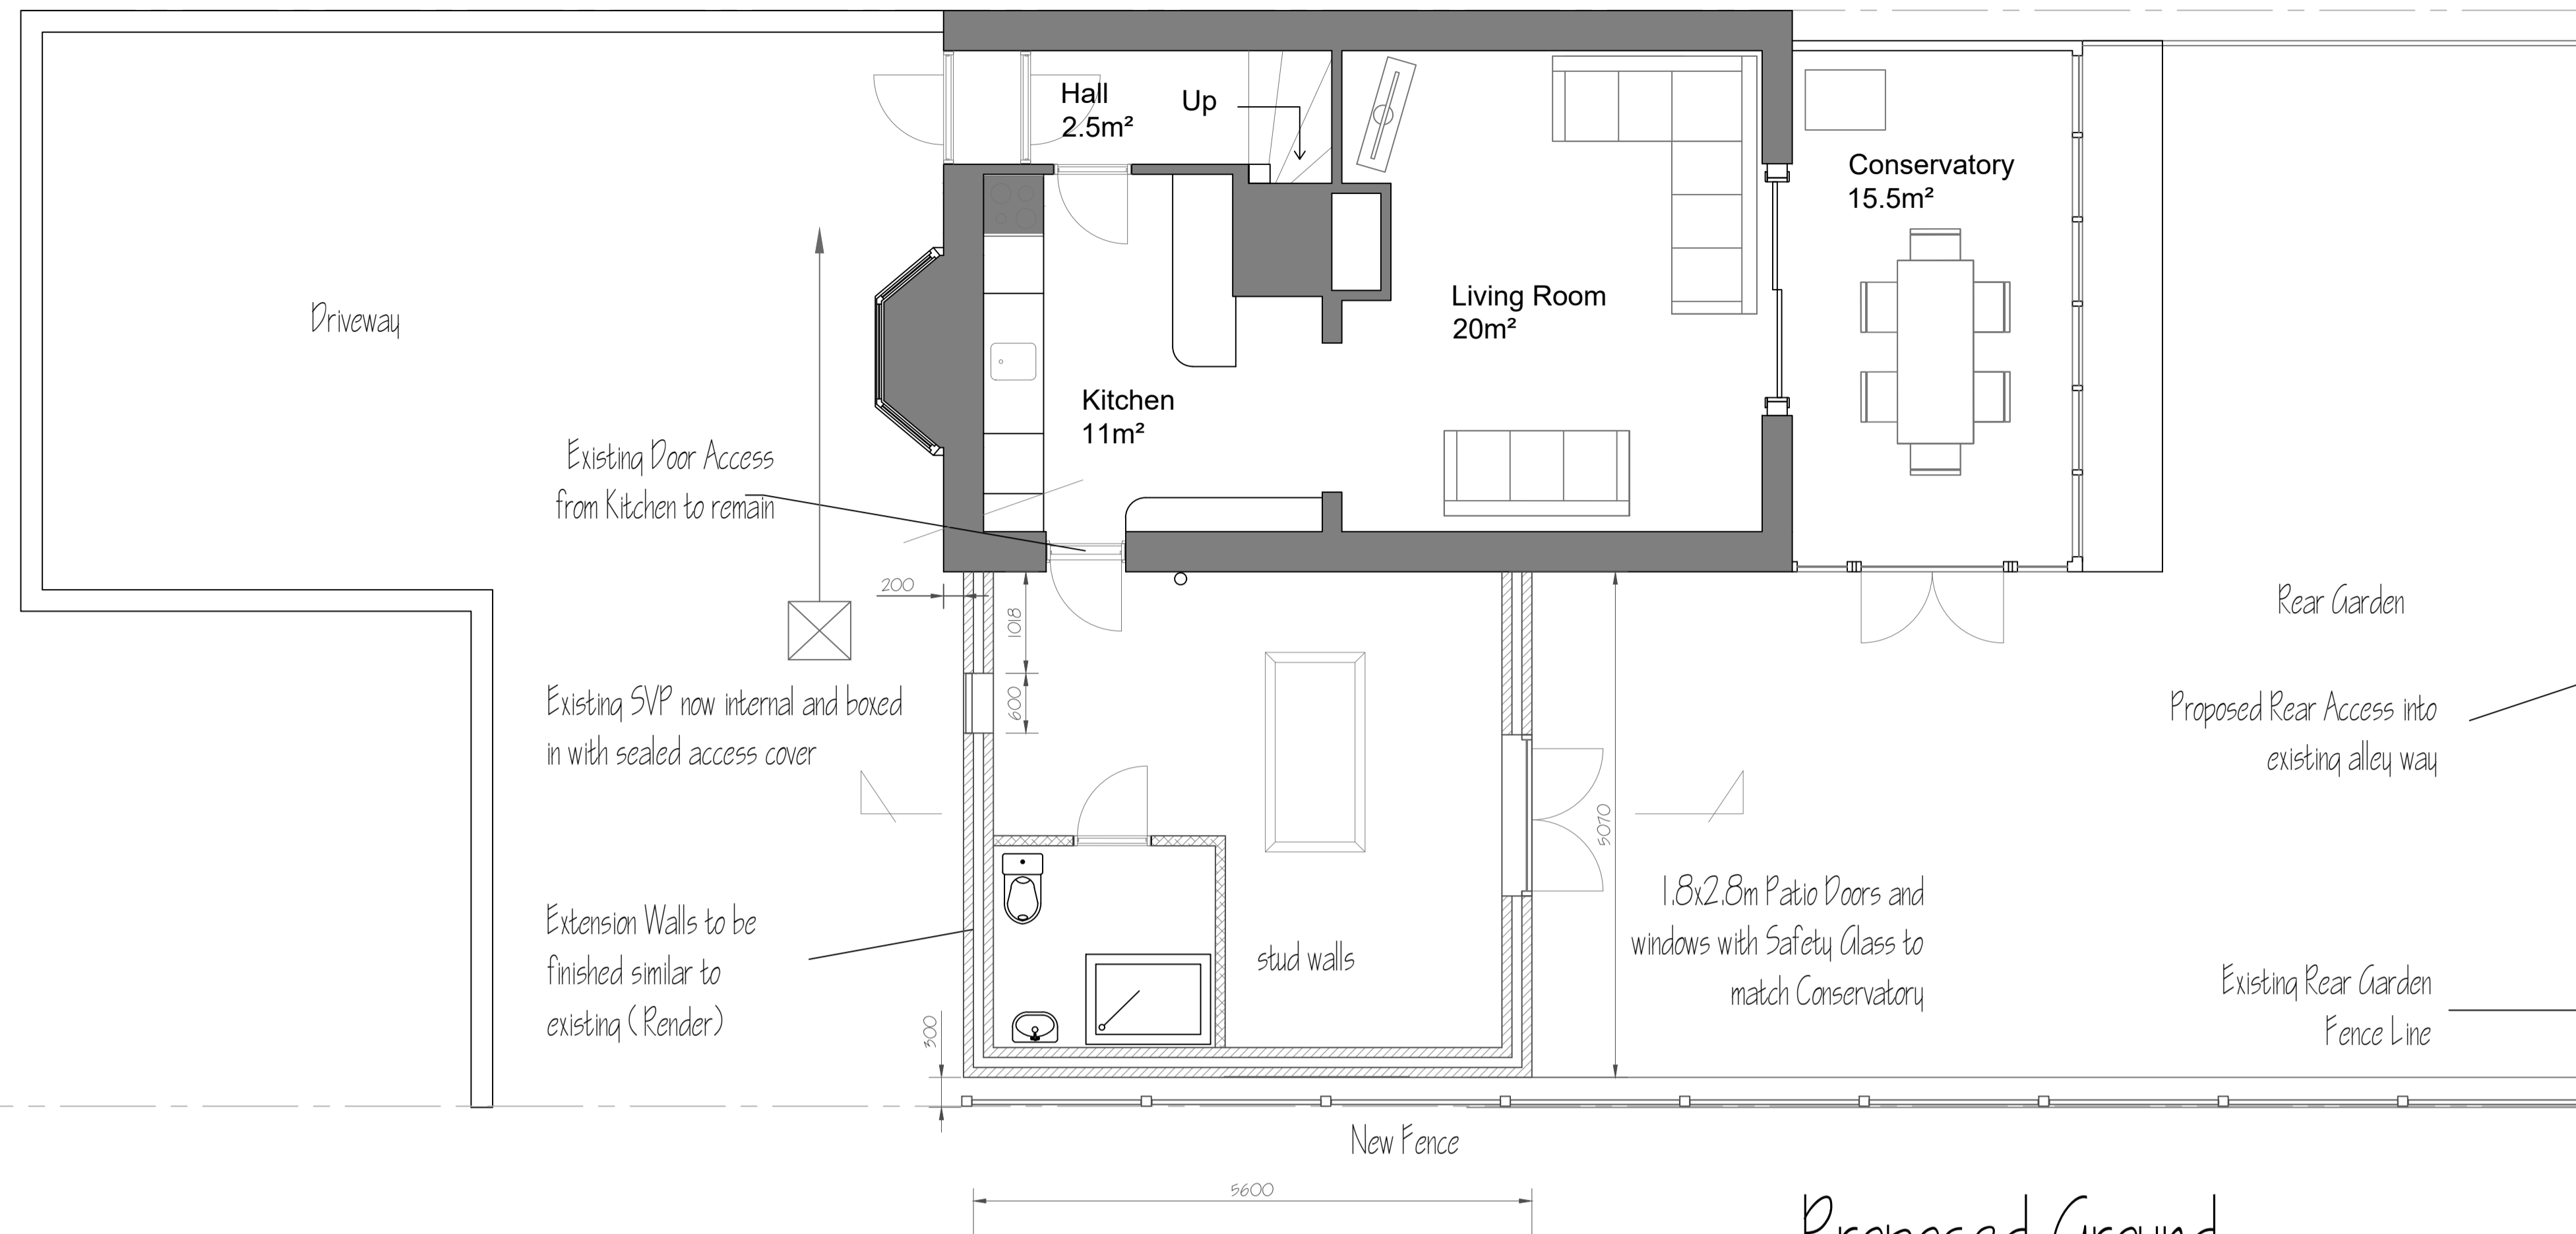 Hall
2.5m²
Up
Conservatory
15.5m²
Driveway
Living Room
20m²
Kitchen
11m²
Existing Door Access
from Kitchen to remain
200
1018
600
Rear Garden
Existing SVP now internal and boxed
in with sealed access cover
Proposed Rear Access into
existing alley way
5070
1.8x2.8m Patio Doors and
windows with Safety Glass to
match Conservatory
Extension Walls to be
finished similar to
existing ( Render)
stud walls
Existing Rear Garden
Fence Line
300
New Fence
5600
Proposed Ground